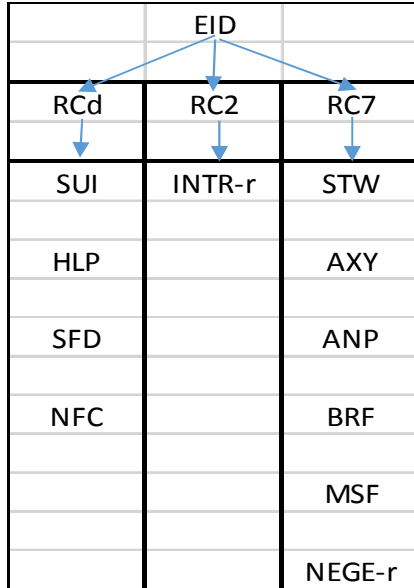 EID
RCd RC2 RC7
SUI INTR-r STW
HLP AXY
SFD ANP
NFC BRF
MSF
NEGE-r